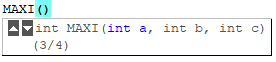 MAXI()
int MAXI(int a, int b, int c)
(3/4)